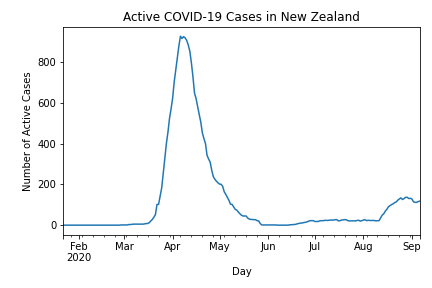 Active COVID-19 Cases in New Zealand
Number of Active Cases
800
600
400
200
0
Feb Mar Apr May Jun Jul Aug Sep
2020
Day